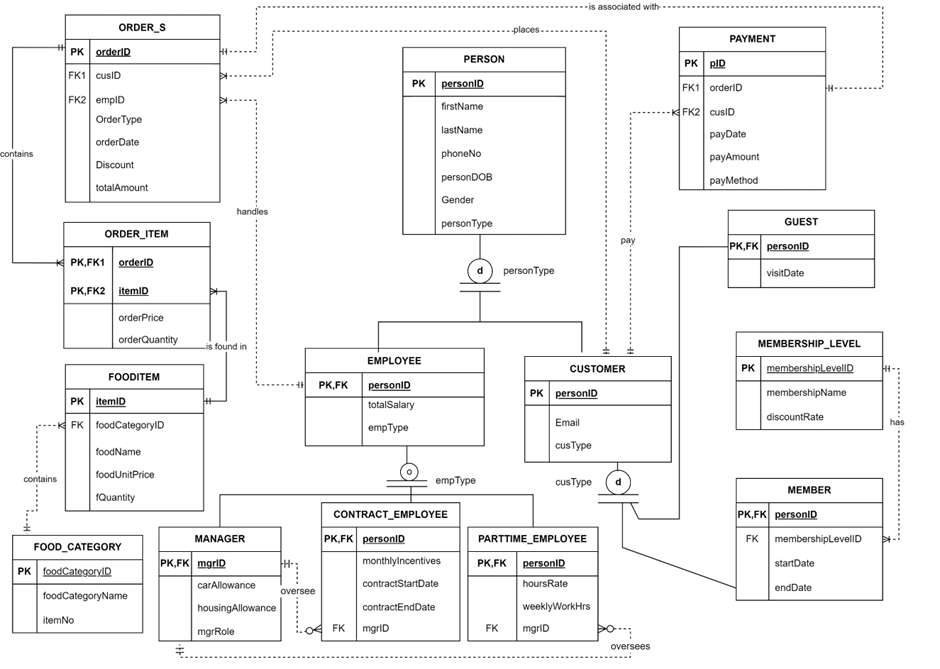 is associated with
places
ORDER_S
PK orderID
FK1 cusID
FK2 empID
OrderType
orderDate
Discount
totalAmount
PERSON
PK personID
firstName
lastName
phoneNo
personDOB
Gender
personType
PAYMENT
PK pID
FK1 orderID
FK2 cusID
payDate
payAmount
payMethod
contains
handles
pay
ORDER_ITEM
PK,FK1 orderID
PK,FK2 itemID
orderPrice
orderQuantity
d personType
GUEST
PK,FK personID
visitDate
is found in
EMPLOYEE
PK,FK personID
totalSalary
empType
CUSTOMER
PK personID
Email
cusType
MEMBERSHIP_LEVEL
PK membershipLevelID
membershipName
discountRate
has
FOODITEM
PK itemID
FK foodCategoryID
foodName
foodUnitPrice
fQuantity
contains
o empType
cusType d
MEMBER
PK,FK personID
FK membershipLevelID
startDate
endDate
FOOD_CATEGORY
PK foodCategoryID
foodCategoryName
itemNo
MANAGER
PK,FK mgrID
carAllowance
housingAllowance
mgrRole
oversee
CONTRACT_EMPLOYEE
PK,FK personID
monthlyIncentives
contractStartDate
contractEndDate
FK mgrID
PARTTIME_EMPLOYEE
PK,FK personID
hoursRate
weeklyWorkHrs
FK mgrID
oversees